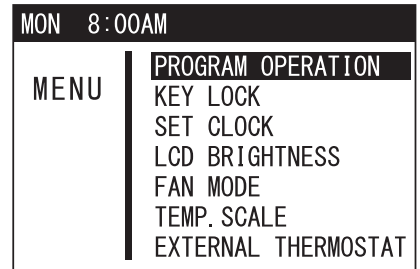 MON 8:00AM
MENU
PROGRAM OPERATION
KEY LOCK
SET CLOCK
LCD BRIGHTNESS
FAN MODE
TEMP. SCALE
EXTERNAL THERMOSTAT